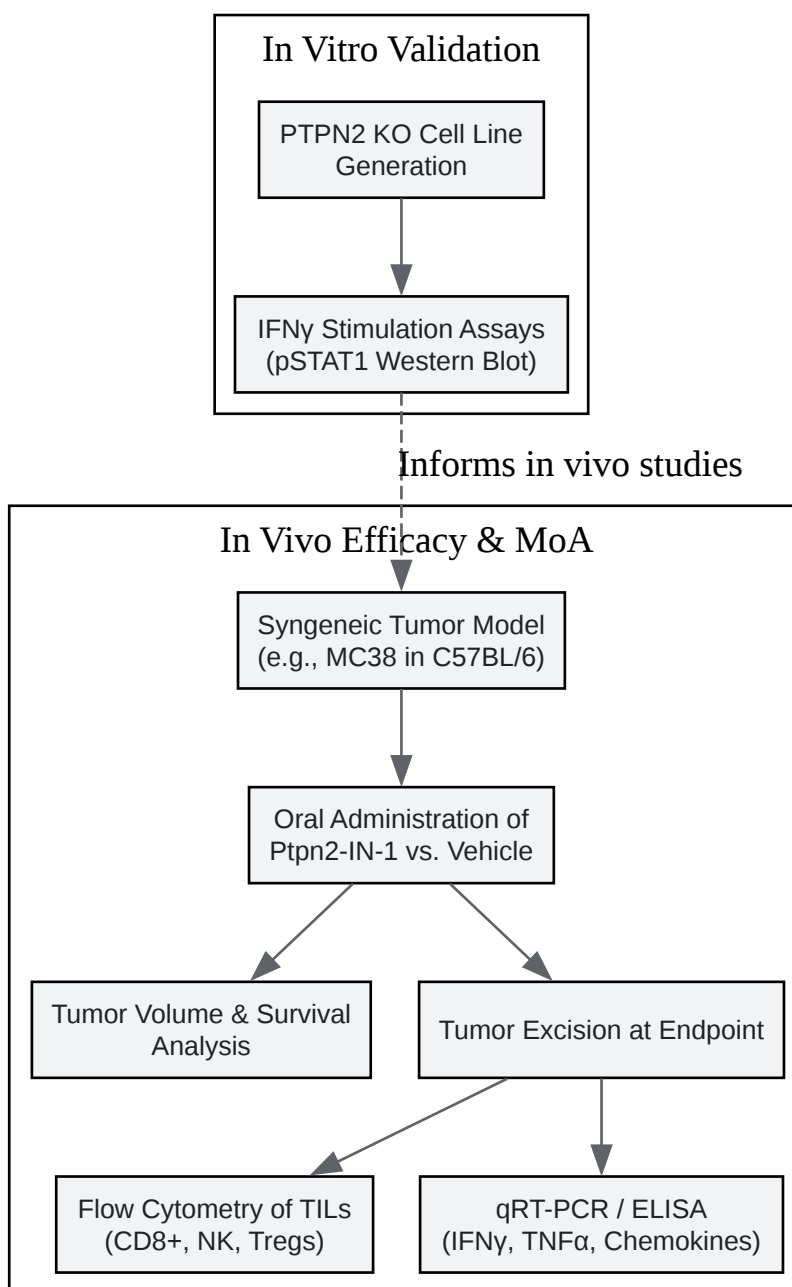 In Vitro Validation
PTPN2 KO Cell Line
Generation
IFNγ Stimulation Assays
(pSTAT1 Western Blot)
Informs in vivo studies
In Vivo Efficacy & MoA
Syngeneic Tumor Model
(e.g., MC38 in C57BL/6)
Oral Administration of
Ptpn2-IN-1 vs. Vehicle
Tumor Volume & Survival
Analysis
Tumor Excision at Endpoint
Flow Cytometry of TILs
(CD8+, NK, Tregs)
qRT-PCR / ELISA
(IFNγ, TNFα, Chemokines)